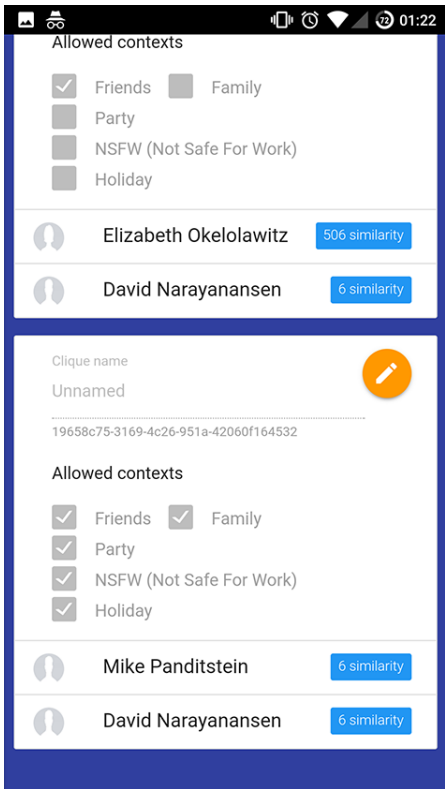 72 01:22
Allowed contexts
Friends Family
Party
NSFW (Not Safe For Work)
Holiday
Elizabeth Okelolawitz 506 similarity
David Narayanansen 6 similarity
Clique name
Unnamed
19658c75-3169-4c26-951a-42060f164532
Allowed contexts
Friends Family
Party
NSFW (Not Safe For Work)
Holiday
Mike Panditstein 6 similarity
David Narayanansen 6 similarity